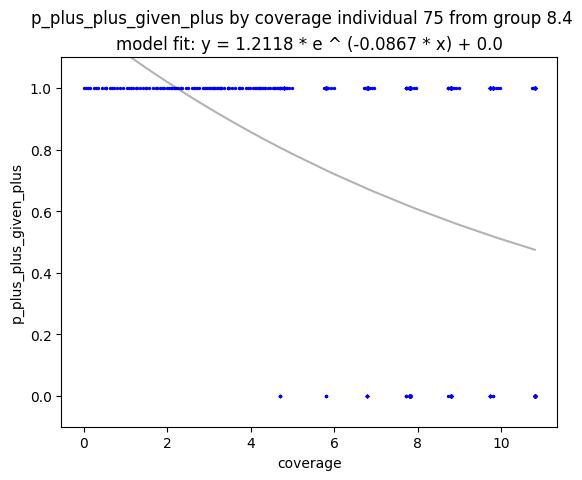 p_plus_plus_given_plus by coverage individual 75 from group 8.4
model fit: y = 1.2118 * e ^ (-0.0867 * x) + 0.0
1.0
0.8
0.6
0.4
0.2
0.0
p_plus_plus_given_plus
0 2 4 6 8 10
coverage